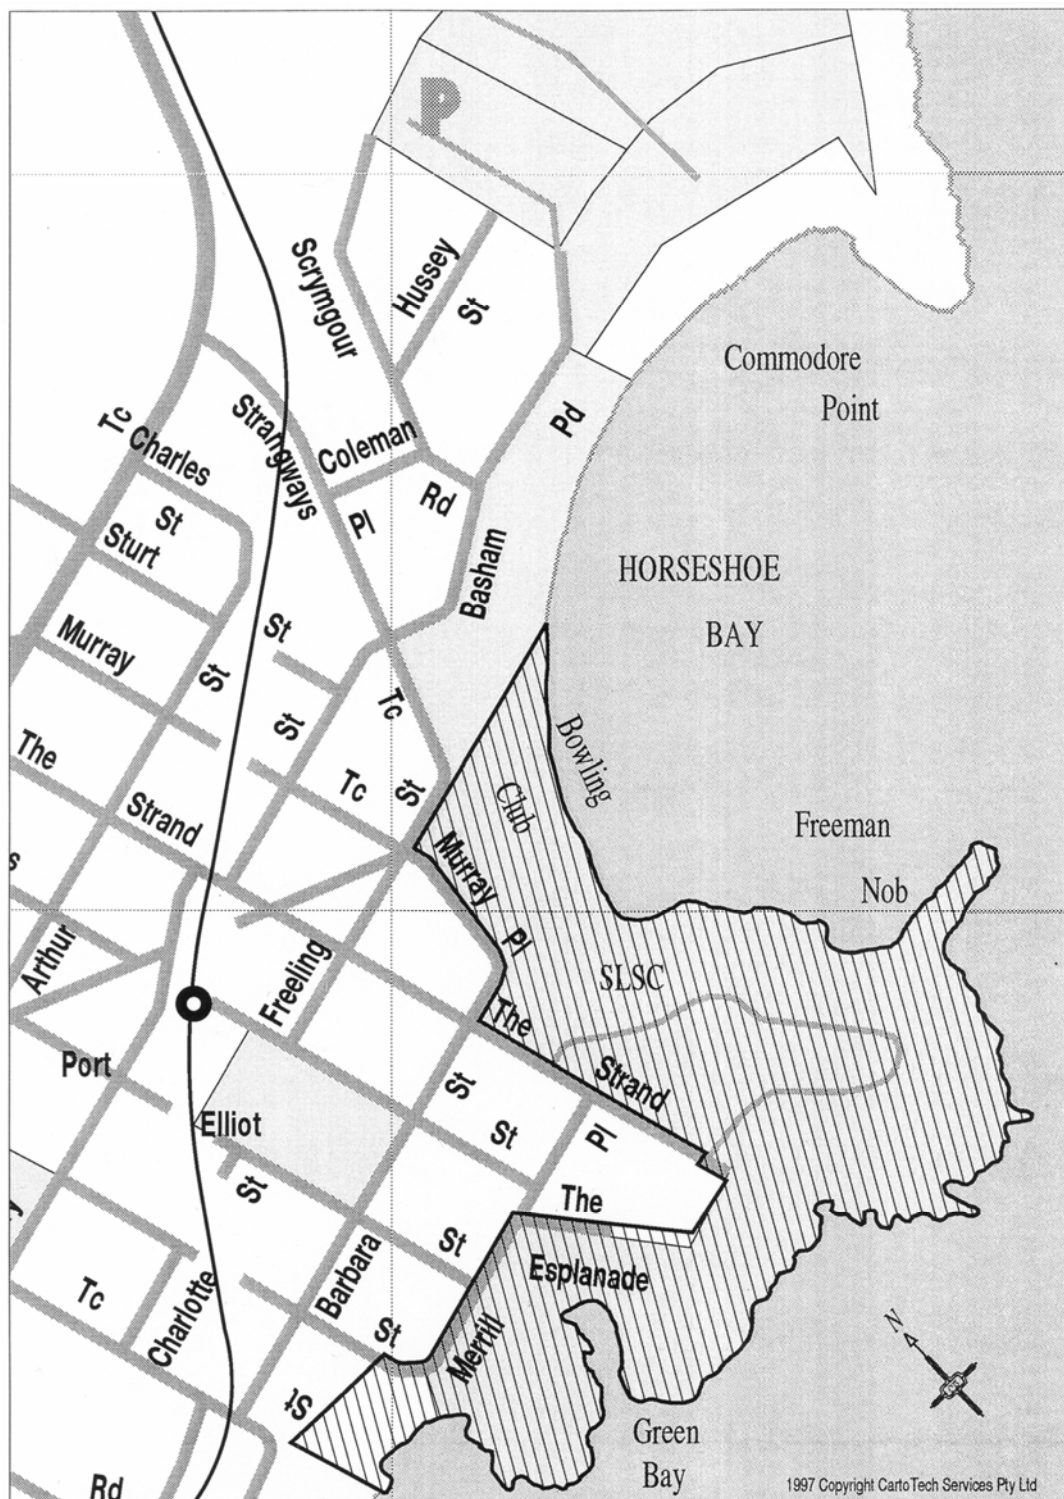 P
Scrymgour
Hussey
St
Commodore
Point
Tc
Charles
Strangways
Coleman
Pd
St
Sturt
Pl
Rd
Basham
HORSESHOE
BAY
Murray
St
St
St
Tc
The
Strand
Tc
St
Bowling
Club
Freeman
Nob
Murray
Pl
s
Arthur
Freeling
SLSC
The
Strand
Port
Elliot
St
St
Pl
St
The
Barbara
St
Esplanade
Tc
Charlotte
St
Merrill
St
N
Green
Bay
Rd
1997 Copyright CartoTech Services Pty Ltd